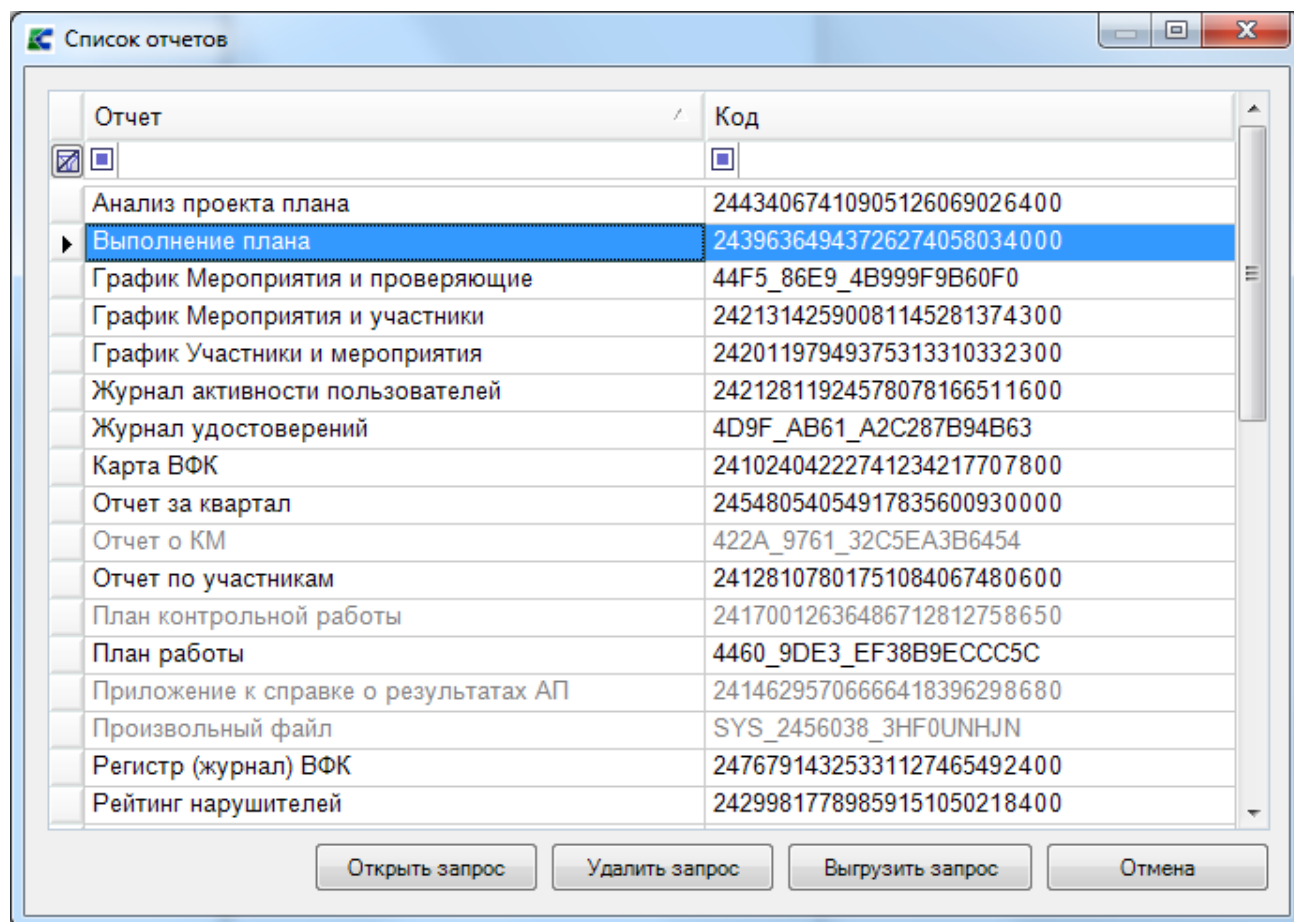 Список отчетов
Отчет Код
Анализ проекта плана 24434067410905126069026400
Выполнение плана 24396364943726274058034000
График Мероприятия и проверяющие 44F5_86E9_4B999F9B60F0
График Мероприятия и участники 24213142590081145281374300
График Участники и мероприятия 24201197949375313310332300
Журнал активности пользователей 24212811924578078166511600
Журнал удостоверений 4D9F_AB61_A2C287B94B63
Карта ВФК 24102404222741234217707800
Отчет за квартал 24548054054917835600930000
Отчет о КМ 422A_9761_32C5EA3B6454
Отчет по участникам 24128107801751084067480600
План контрольной работы 24170012636486712812758650
План работы 4460_9DE3_EF38B9ECCC5C
Приложение к справке о результатах АП 24146295706666418396298680
Произвольный файл SYS_2456038_3HF0UNHJN
Регистр (журнал) ВФК 24767914325331127465492400
Рейтинг нарушителей 24299817789859151050218400
Открыть запрос Удалить запрос Выгрузить запрос Отмена